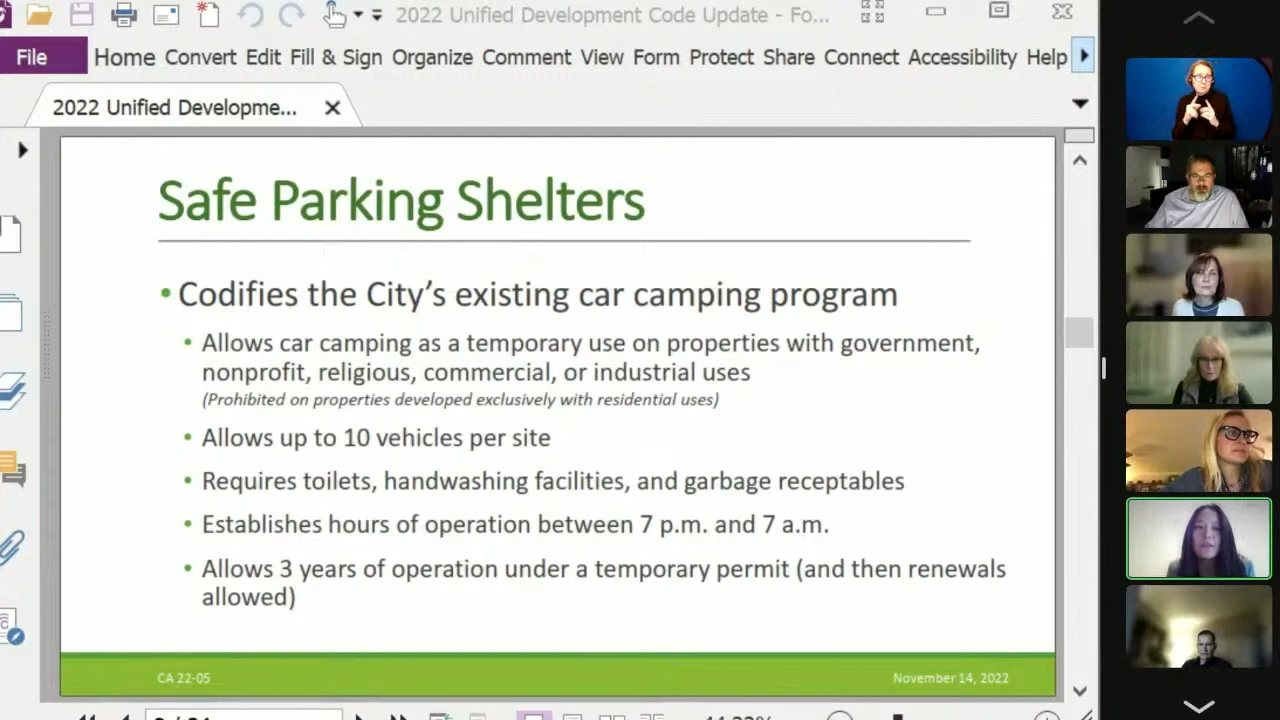 2022 Unified Development Code Update - Fo...
File Home Convert Edit Fill & Sign Organize Comment View Form Protect Share Connect Accessibility Help
2022 Unified Developme...
Safe Parking Shelters
• Codifies the City's existing car camping program
• Allows car camping as a temporary use on properties with government,
nonprofit, religious, commercial, or industrial uses
(Prohibited on properties developed exclusively with residential uses)
• Allows up to 10 vehicles per site
• Requires toilets, handwashing facilities, and garbage receptables
• Establishes hours of operation between 7 p.m. and 7 a.m.
• Allows 3 years of operation under a temporary permit (and then renewals
allowed)
CA 22-05
November 14, 2022